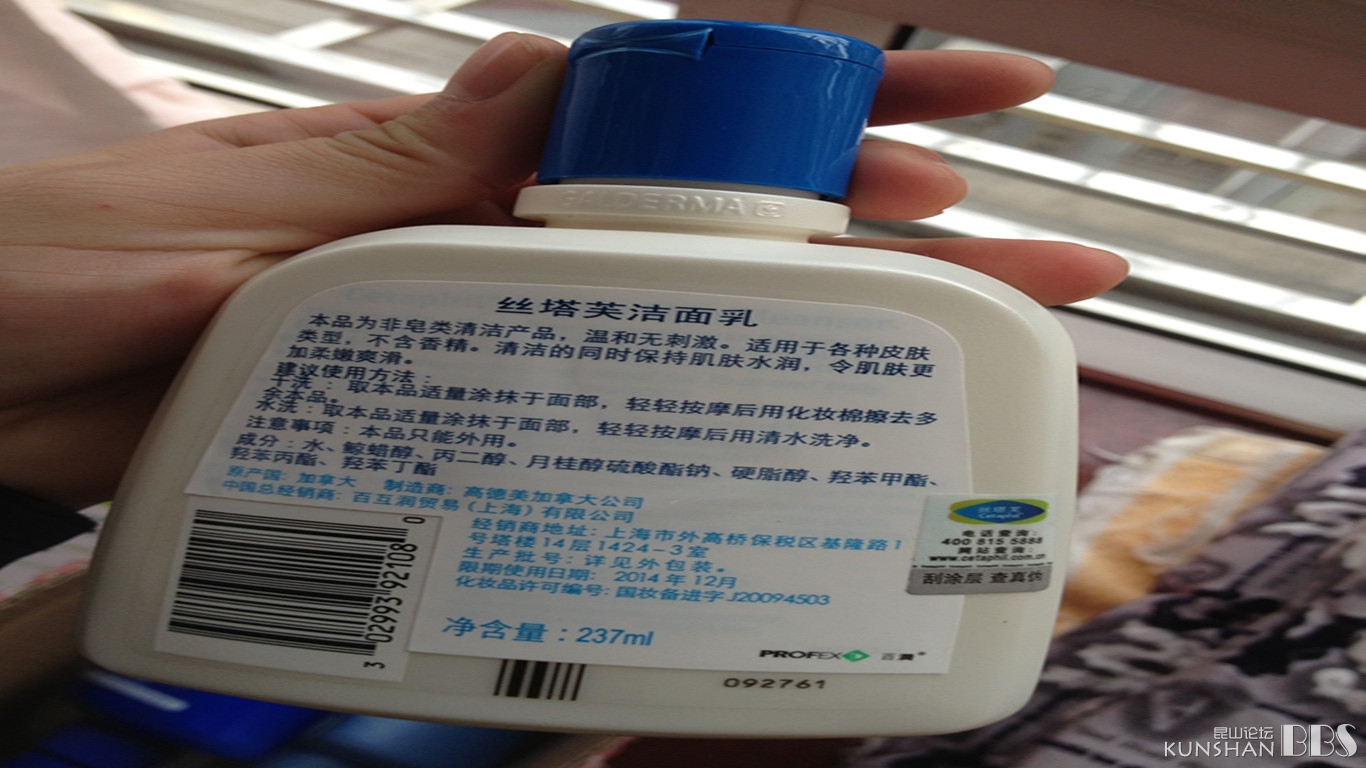 GALDERMA
丝塔芙洁面乳
本品为非皂类清洁产品，温和无刺激。适用于各种皮肤
类型，不含香精。清洁的同时保持肌肤水润，令肌肤更
加柔嫩爽滑。
建议使用方法：
干洗：取本品适量涂抹于面部，轻轻按摩后用化妆棉擦去多
余本品。
水洗：取本品适量涂抹于面部，轻轻按摩后用清水洗净。
注意事项：本品只能外用。
成分：水、鲸蜡醇、丙二醇、月桂醇硫酸酯钠、硬脂醇、羟苯甲酯、
羟苯丙酯、羟苯丁酯
原产国：加拿大 制造商：高德美加拿大公司
中国总经销商：百互润贸易（上海）有限公司
经销商地址：上海市外高桥保税区基隆路1
号塔楼14层1424-3室
生产批号：详见外包装。
限期使用日期：2014年12月
化妆品许可编号：国妆备进字J20094503
净含量：237ml
3 02993 92108 0
PROFEX 百润
092761
丝塔芙
Cetaphil
电话查询：
400 815 5888
网站查询：
www.cetaphil.com.cn
刮涂层 查真伪
昆山论坛
KUNSHAN BBS